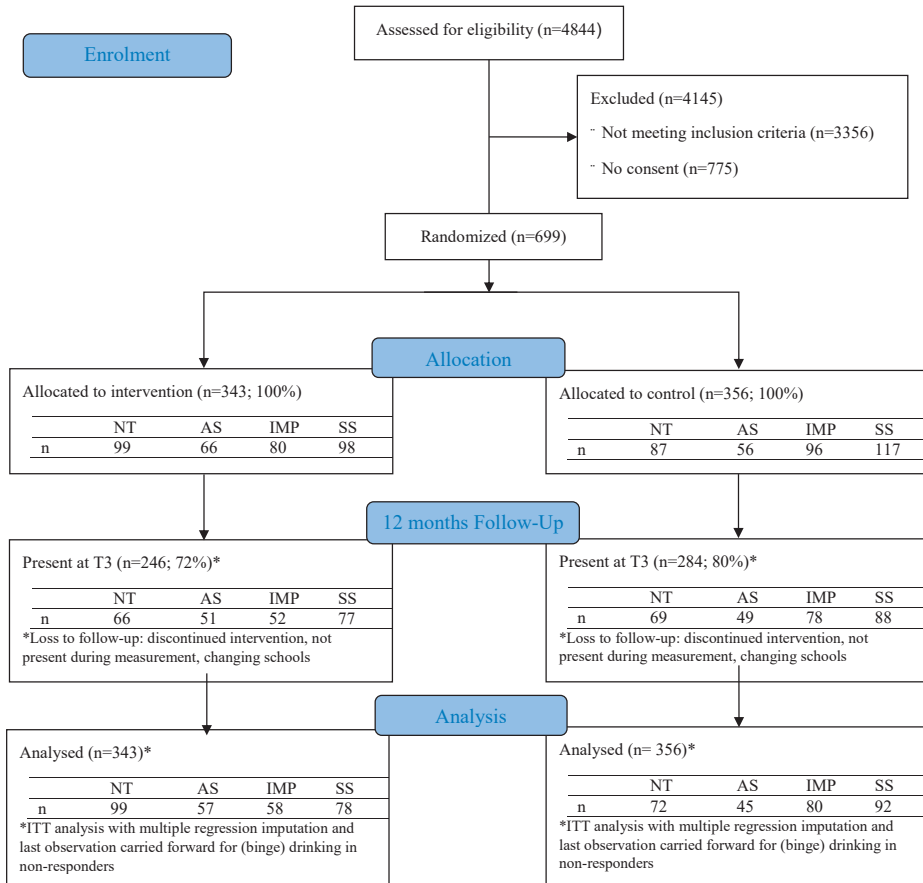 Assessed for eligibility (n=4844)
Enrolment
Excluded (n=4145)
¨ Not meeting inclusion criteria (n=3356)
¨ No consent (n=775)
Randomized (n=699)
Allocation
Allocated to intervention (n=343; 100%)
NT AS IMP SS
n 99 66 80 98
Allocated to control (n=356; 100%)
NT AS IMP SS
n 87 56 96 117
12 months Follow-Up
Present at T3 (n=246; 72%)*
NT AS IMP SS
n 66 51 52 77
*Loss to follow-up: discontinued intervention, not
present during measurement, changing schools
Present at T3 (n=284; 80%)*
NT AS IMP SS
n 69 49 78 88
*Loss to follow-up: discontinued intervention, not
present during measurement, changing schools
Analysis
Analysed (n=343)*
NT AS IMP SS
n 99 57 58 78
*ITT analysis with multiple regression imputation and
last observation carried forward for (binge) drinking in
non-responders
Analysed (n= 356)*
NT AS IMP SS
n 72 45 80 92
*ITT analysis with multiple regression imputation and
last observation carried forward for (binge) drinking in
non-responders